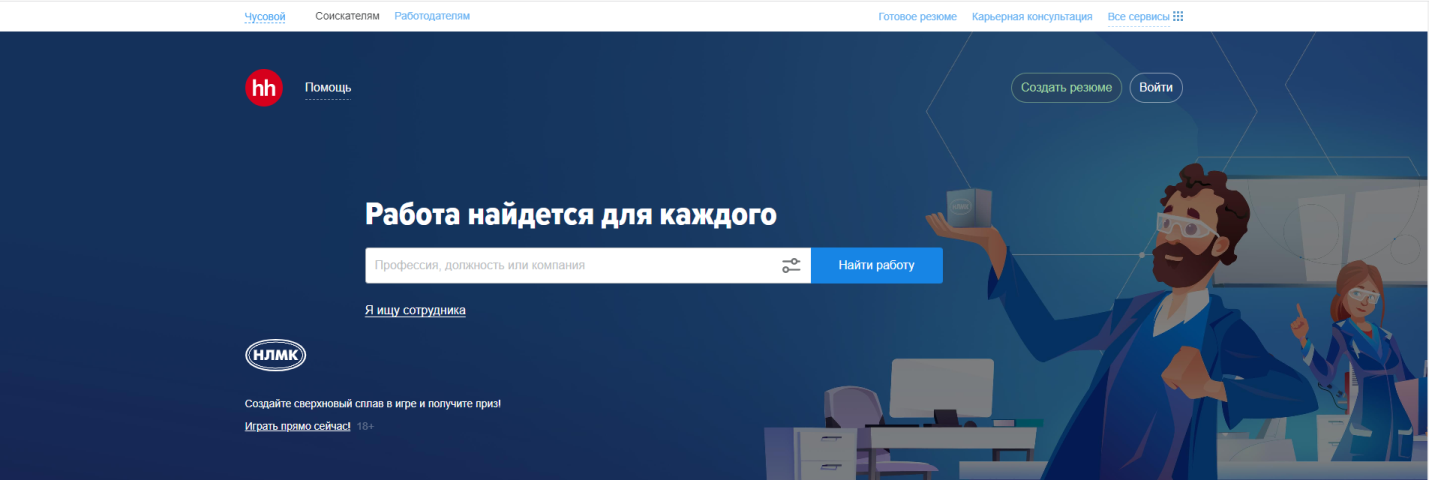 Чусовой Соискателям Работодателям Готовое резюме Карьерная консультация Все сервисы
hh Помощь Создать резюме Войти
Работа найдется для каждого
Профессия, должность или компания Найти работу
Я ищу сотрудника
НЛМК
НЛМК
Создайте сверхновый сплав в игре и получите приз!
Играть прямо сейчас! 18+